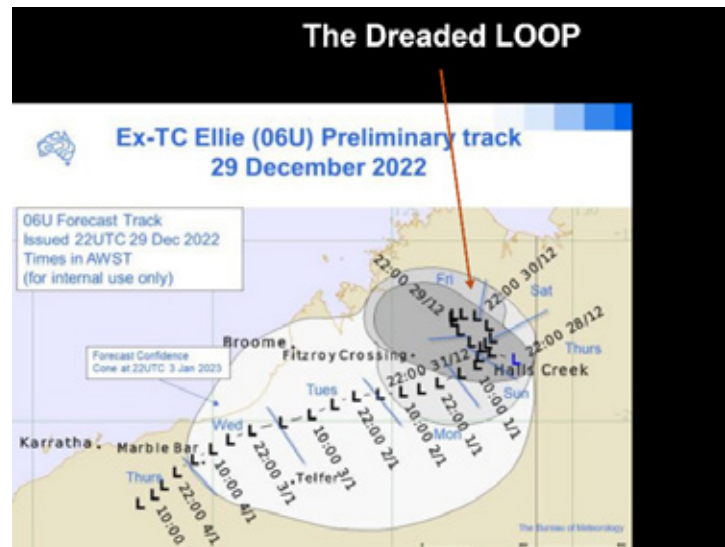 The Dreaded LOOP
Ex-TC Ellie (06U) Preliminary track
29 December 2022
06U Forecast Track
Issued 22UTC 29 Dec 2022
Times in AWST
(for internal use only)
Fri
22:00 30/12
Sat
22:00 29/12
22:00 28/12
Thurs
Broome
Fitzroy Crossing
22:00 31/12
Halls Creek
Forecast Confidence
Cone at 22UTC 3 Jan 2023
Sun
10:00 1/1
Tues
22:00 1/1
Mon
10:00 2/1
22:00 2/1
Wed
10:00 3/1
Karratha
Marble Bar
22:00 3/1
Telfer
10:00 4/1
Thurs
22:00 4/1
10:00
The Bureau of Meteorology